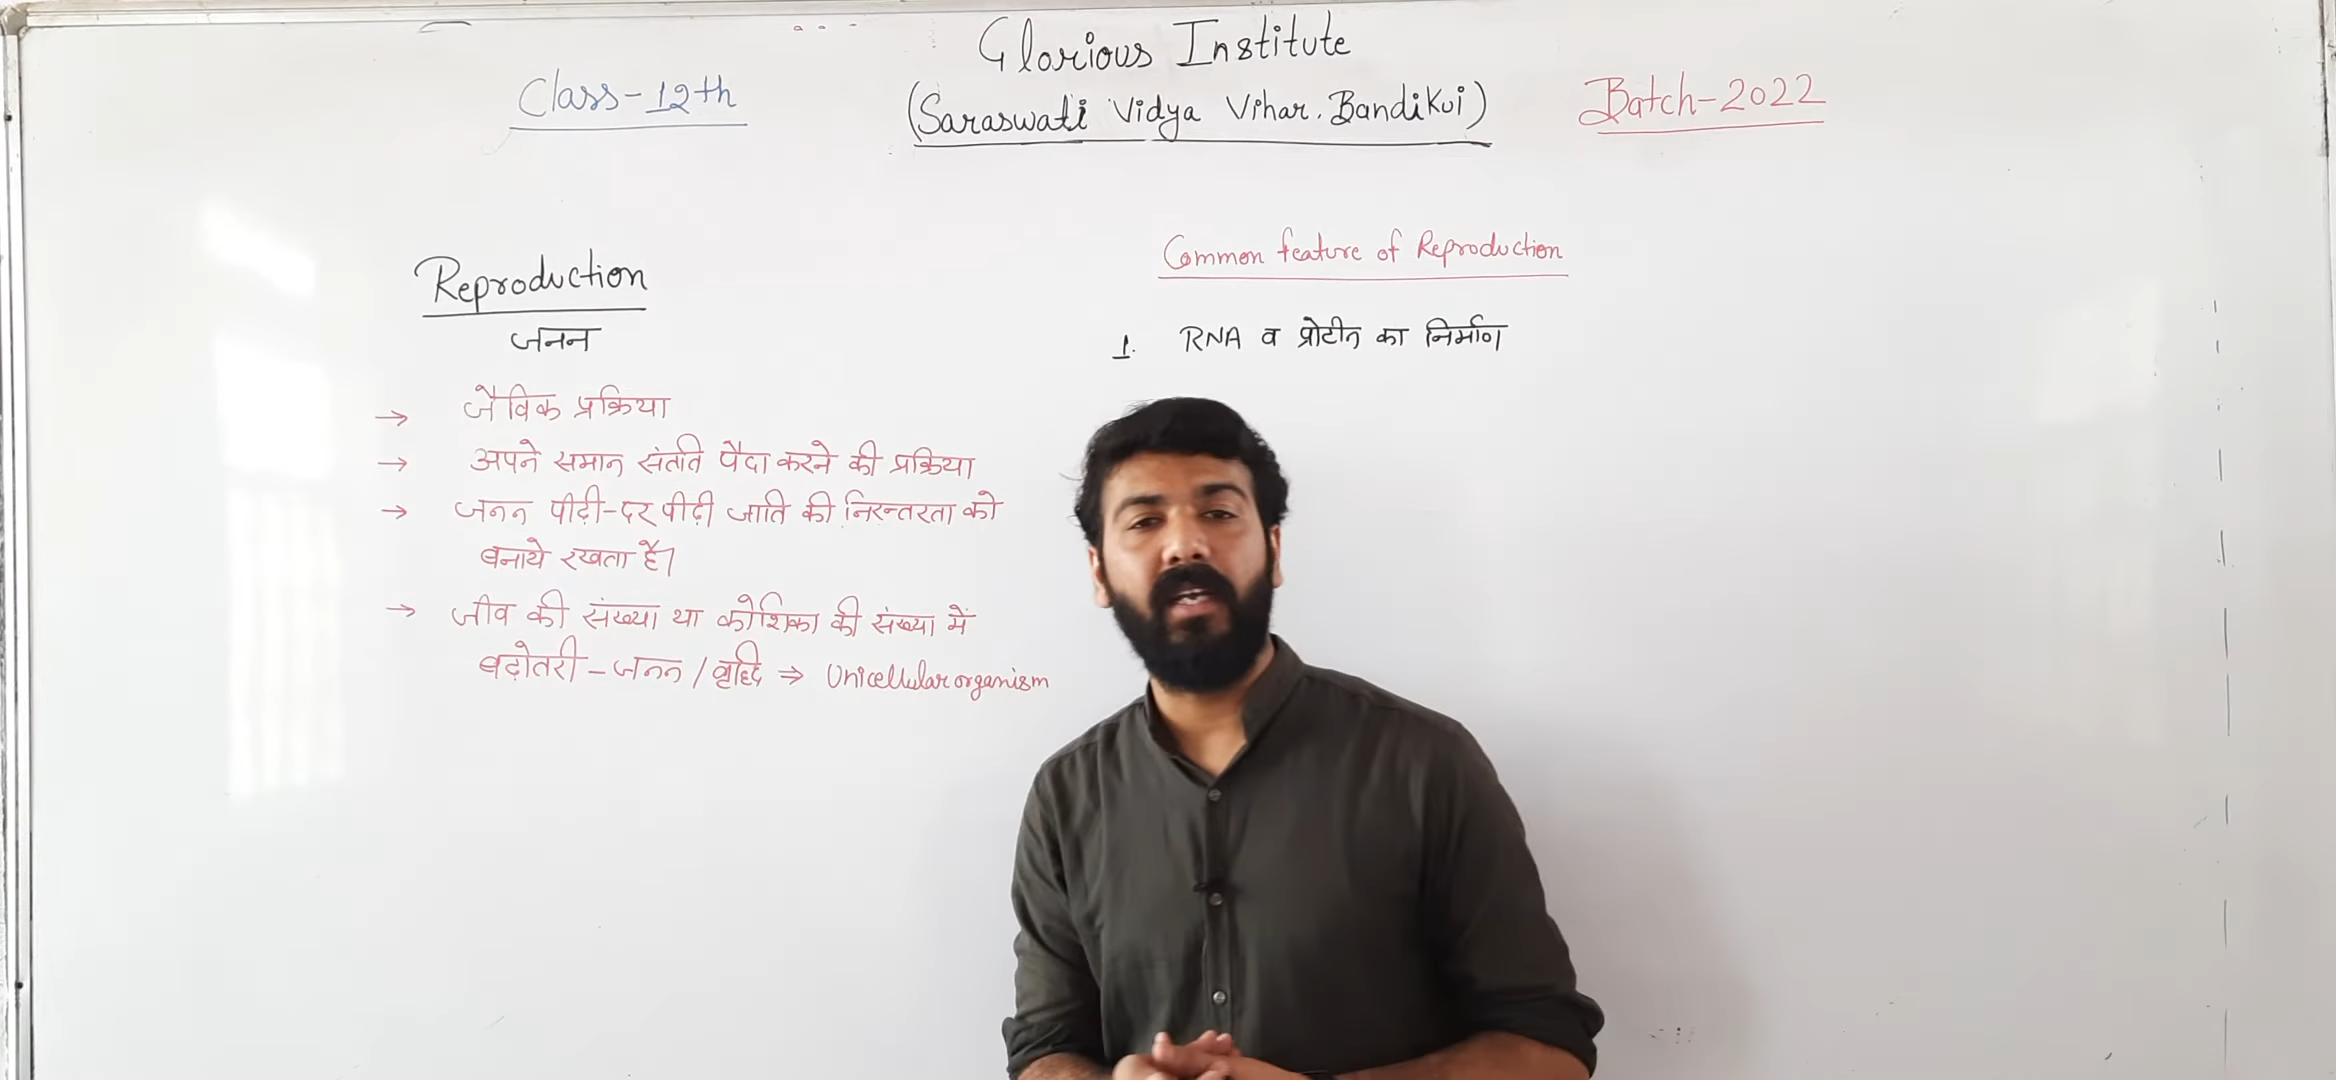 Glorious Institute
Class-12th
(Saraswati Vidya Vihar, Bandikui)
Batch-2022
Reproduction
जनन
→ जैविक प्रक्रिया
→ अपने समान संतति पैदा करने की प्रक्रिया
→ जनन पीढ़ी-दर पीढ़ी जाति की निरन्तरता को
बनाये रखता है।
→ जीव की संख्या या कोशिका की संख्या में
बढ़ोतरी - जनन / वृद्धि ⇒ Unicellular organism
Common feature of Reproduction
1. RNA व प्रोटीन का निर्माण